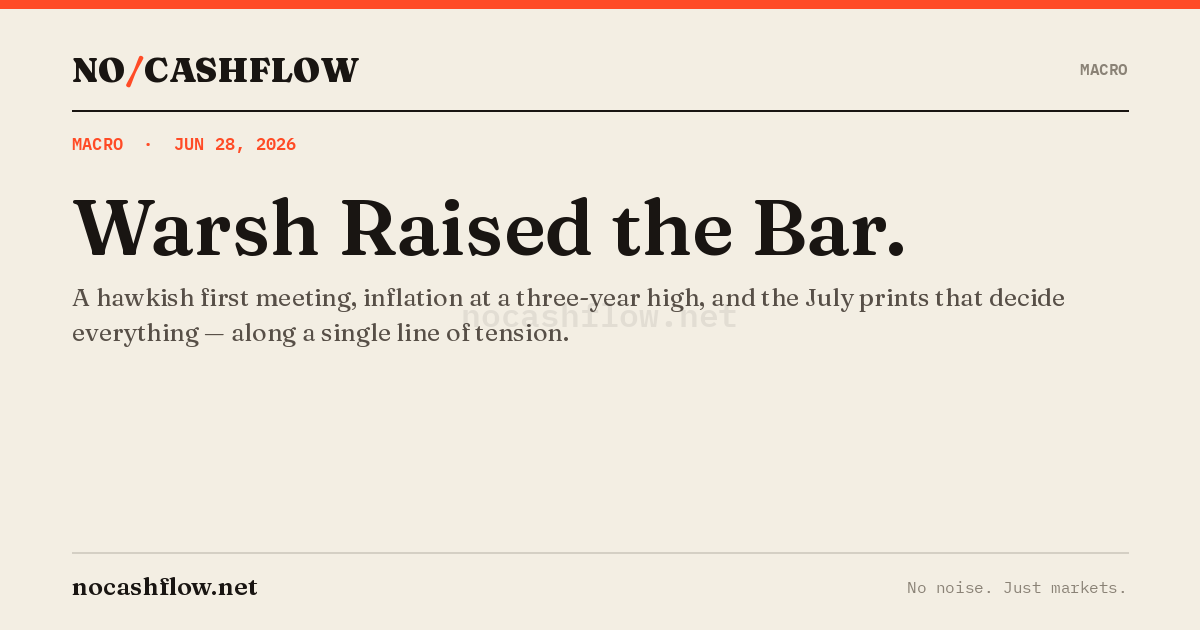 NO/CASHFLOW
MACRO
MACRO · JUN 28, 2026
Warsh Raised the Bar.
A hawkish first meeting, inflation at a three-year high, and the July prints that decide
nocashflow.net
everything — along a single line of tension.
nocashflow.net
No noise. Just markets.